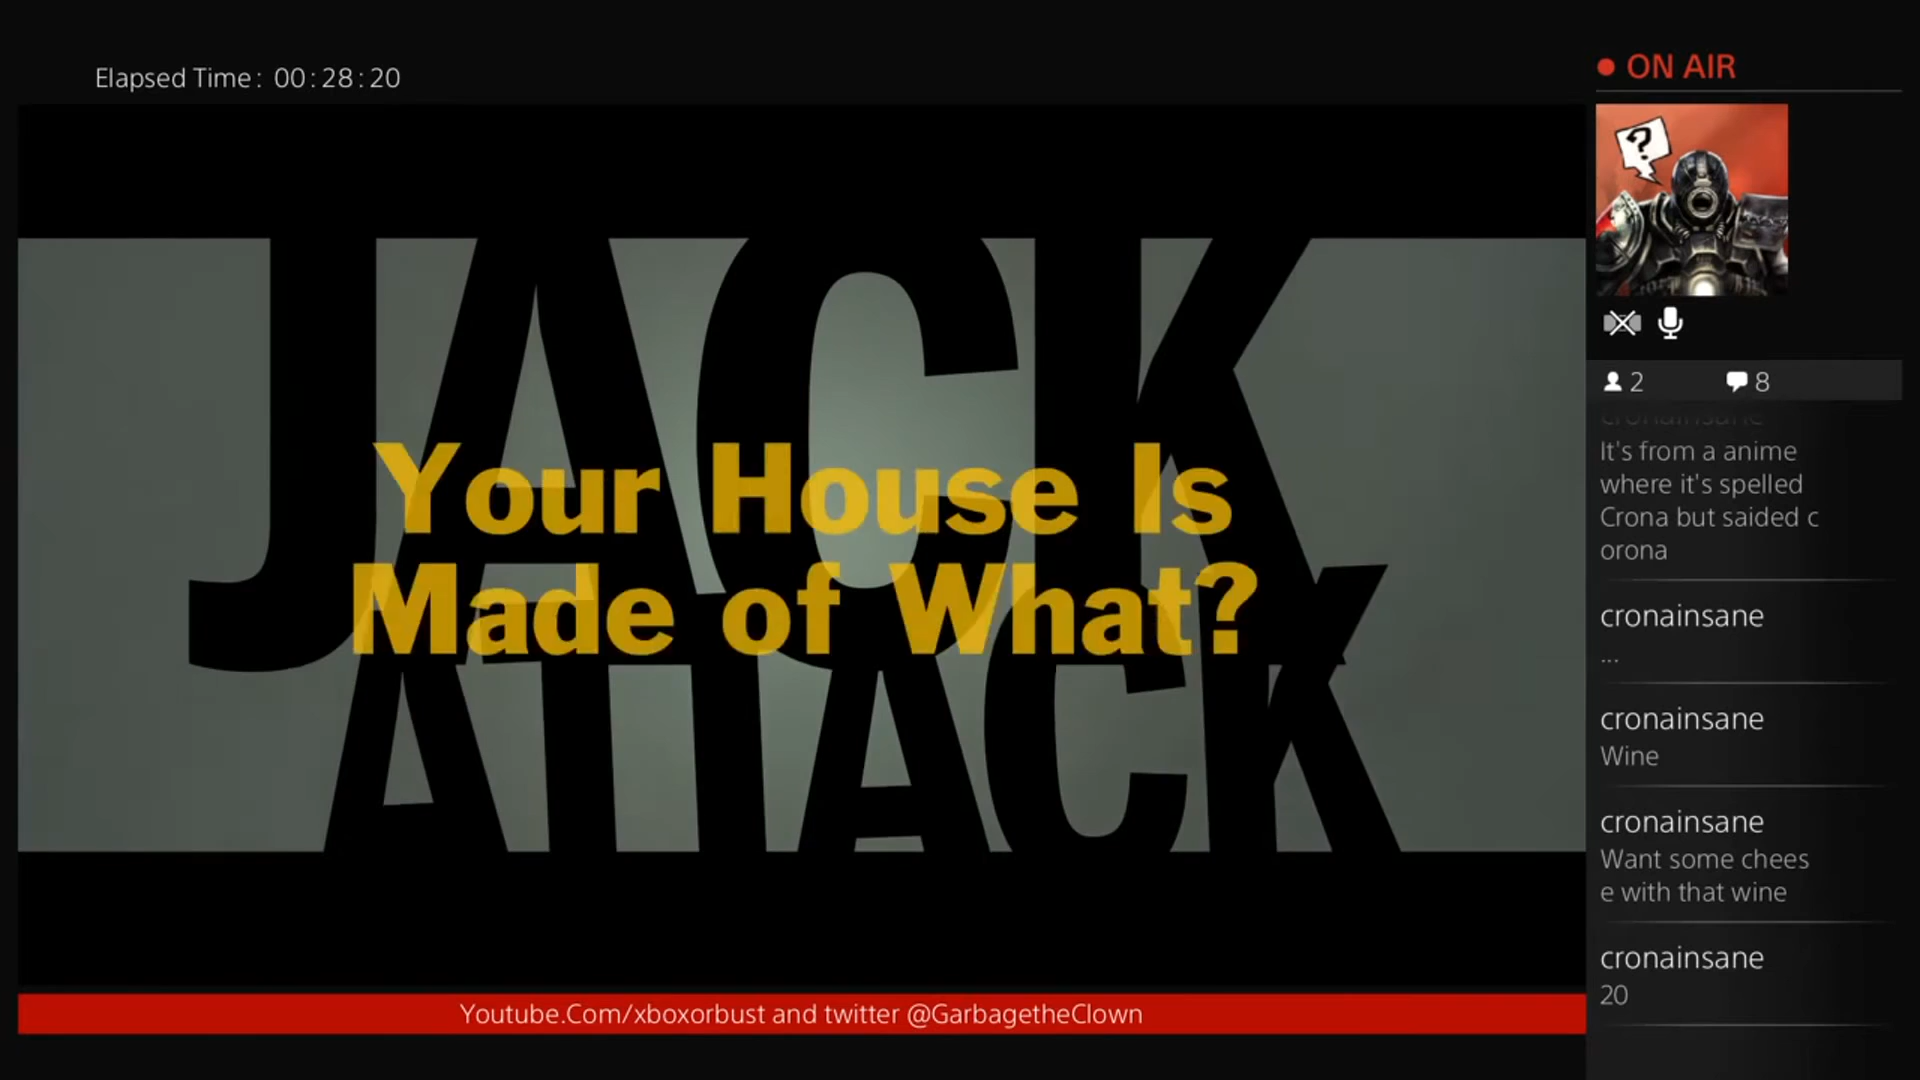 Elapsed Time: 00:28:20
ON AIR
?
JACK
ATTACK
Your House Is
Made of What?
2
8
cronainsane
It's from a anime
where it's spelled
Crona but saided c
orona
cronainsane
...
cronainsane
Wine
cronainsane
Want some chees
e with that wine
cronainsane
20
Youtube.Com/xboxorbust and twitter @GarbagetheClown